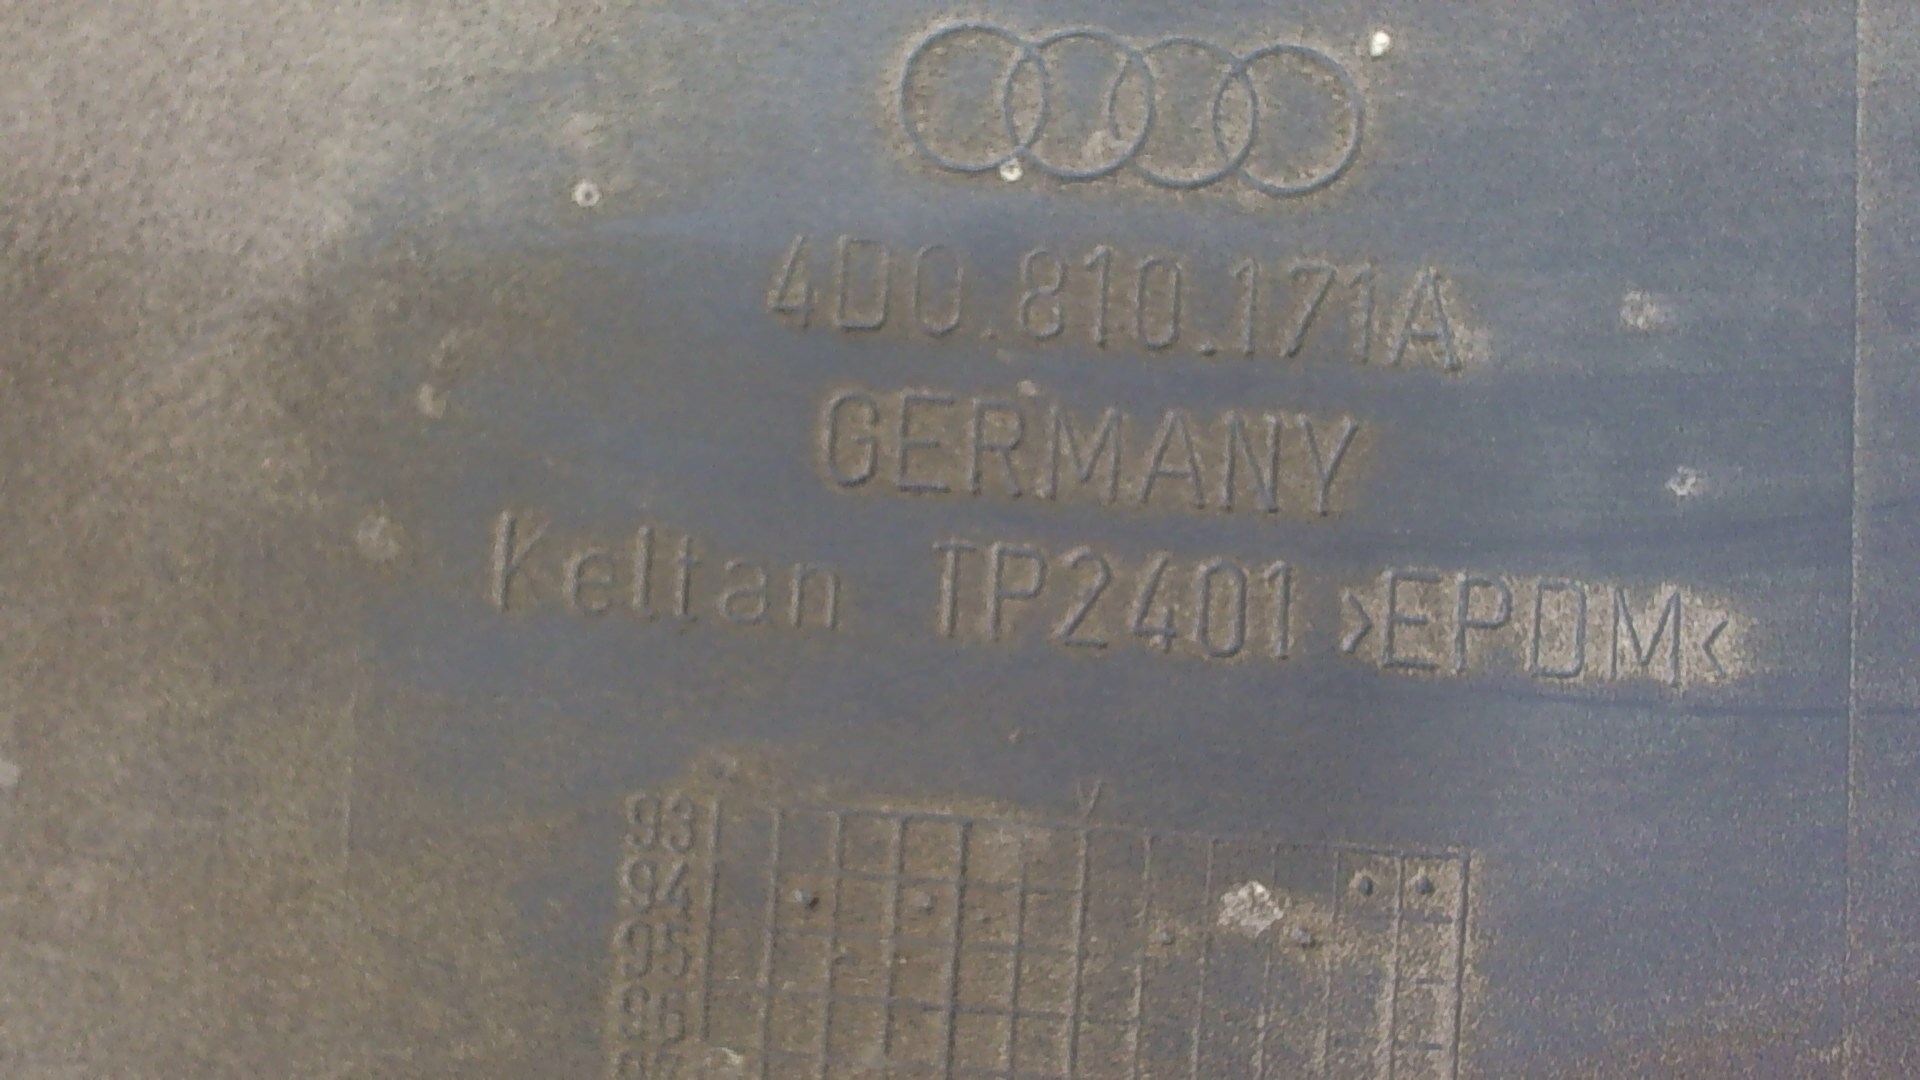 4D0.810.171A
GERMANY
Keltan TP2401 >EPDM<
93
94
95
96